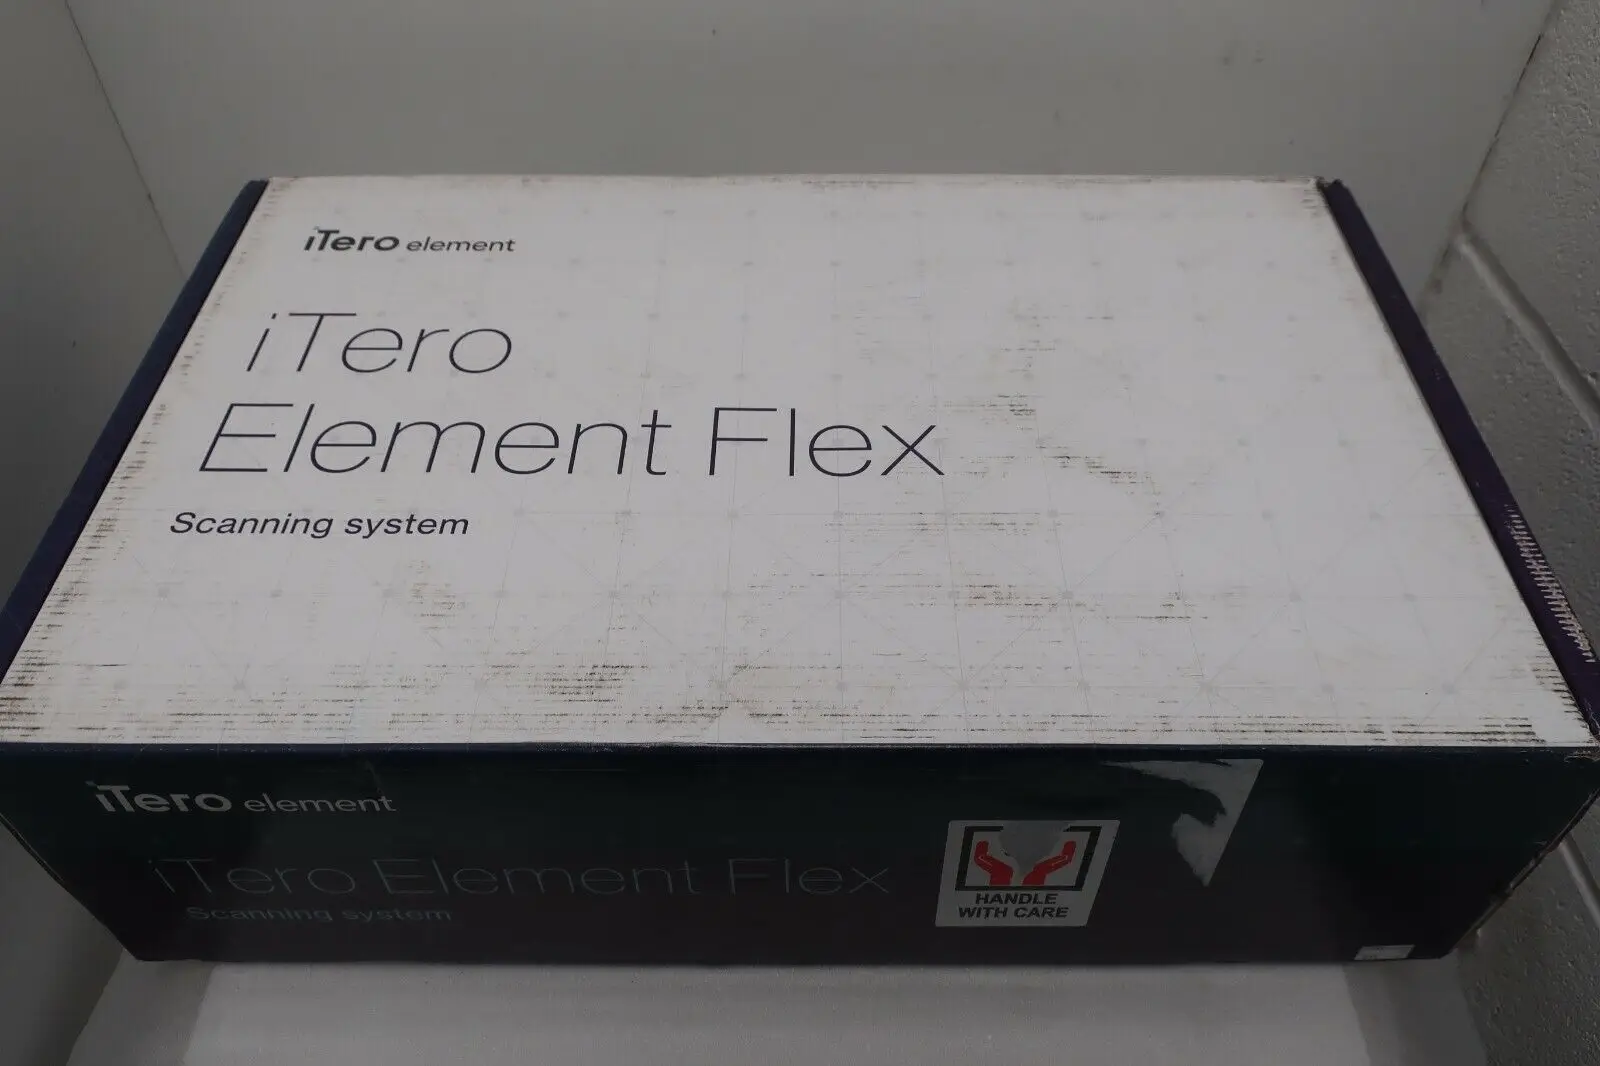 iTero element
iTero
Element Flex
Scanning system
iTero element
iTero Element Flex
Scanning system
HANDLE
WITH CARE